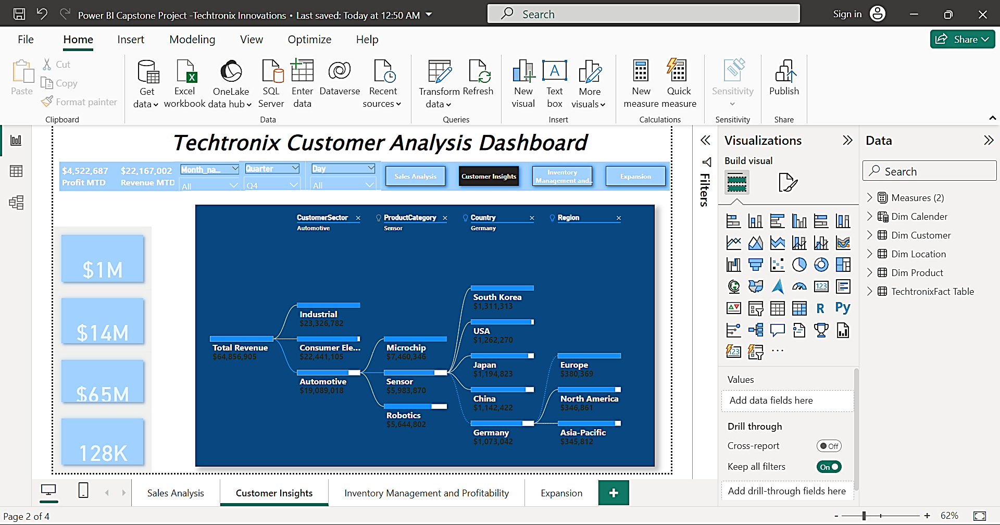 Power BI Capstone Project -Techtronix Innovations • Last saved: Today at 12:50 AM
Search
Sign in
File Home Insert Modeling View Optimize Help
Share
Paste
Cut
Copy
Format painter
Clipboard
Get data
Excel workbook
OneLake data hub
SQL Server
Enter data
Dataverse
Recent sources
Data
Transform data
Refresh
Queries
New visual
Text box
More visuals
Insert
New measure
Quick measure
Calculations
Sensitivity
Sensitivity
Publish
Share
Techtronix Customer Analysis Dashboard
$4,522,687
Profit MTD
$22,167,002
Revenue MTD
Month_na...
All
Quarter
Q4
Day
All
Sales Analysis
Customer Insights
Inventory
Management and..
Expansion
$1M
$14M
$65M
128K
CustomerSector
Automotive
ProductCategory
Sensor
Country
Germany
Region
Total Revenue
$64,856,905
Industrial
$23,326,782
Consumer Ele...
$22,441,105
Automotive
$19,089,018
Microchip
$7,460,346
Sensor
$5,983,870
Robotics
$5,644,802
South Korea
$1,311,313
USA
$1,262,270
Japan
$1,194,823
China
$1,142,422
Germany
$1,073,042
Europe
$380,369
North America
$346,861
Asia-Pacific
$345,812
Filters
Visualizations
Build visual
123
R
Py
123
...
Values
Add data fields here
Drill through
Cross-report
Off
Keep all filters
On
Add drill-through fields here
Data
Search
Measures (2)
Dim Calender
Dim Customer
Dim Location
Dim Product
TechtronixFact Table
Sales Analysis
Customer Insights
Inventory Management and Profitability
Expansion
+
Page 2 of 4
- + 62%